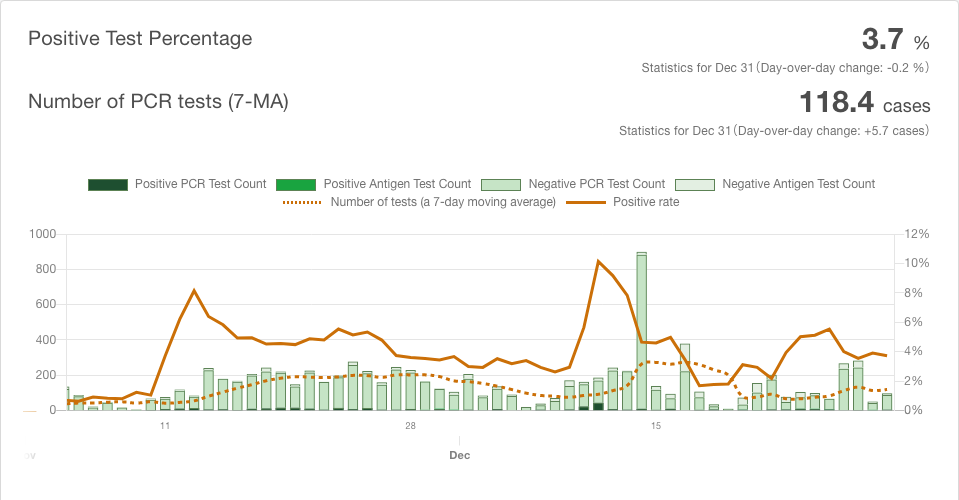 Positive Test Percentage
3.7 %
Statistics for Dec 31（Day-over-day change: -0.2 %）
Number of PCR tests (7-MA)
118.4 cases
Statistics for Dec 31（Day-over-day change: +5.7 cases）
Positive PCR Test Count
Positive Antigen Test Count
Negative PCR Test Count
Negative Antigen Test Count
Number of tests (a 7-day moving average)
Positive rate
1000
800
600
400
200
0
12%
10%
8%
6%
4%
2%
0%
11
28
15
Dec